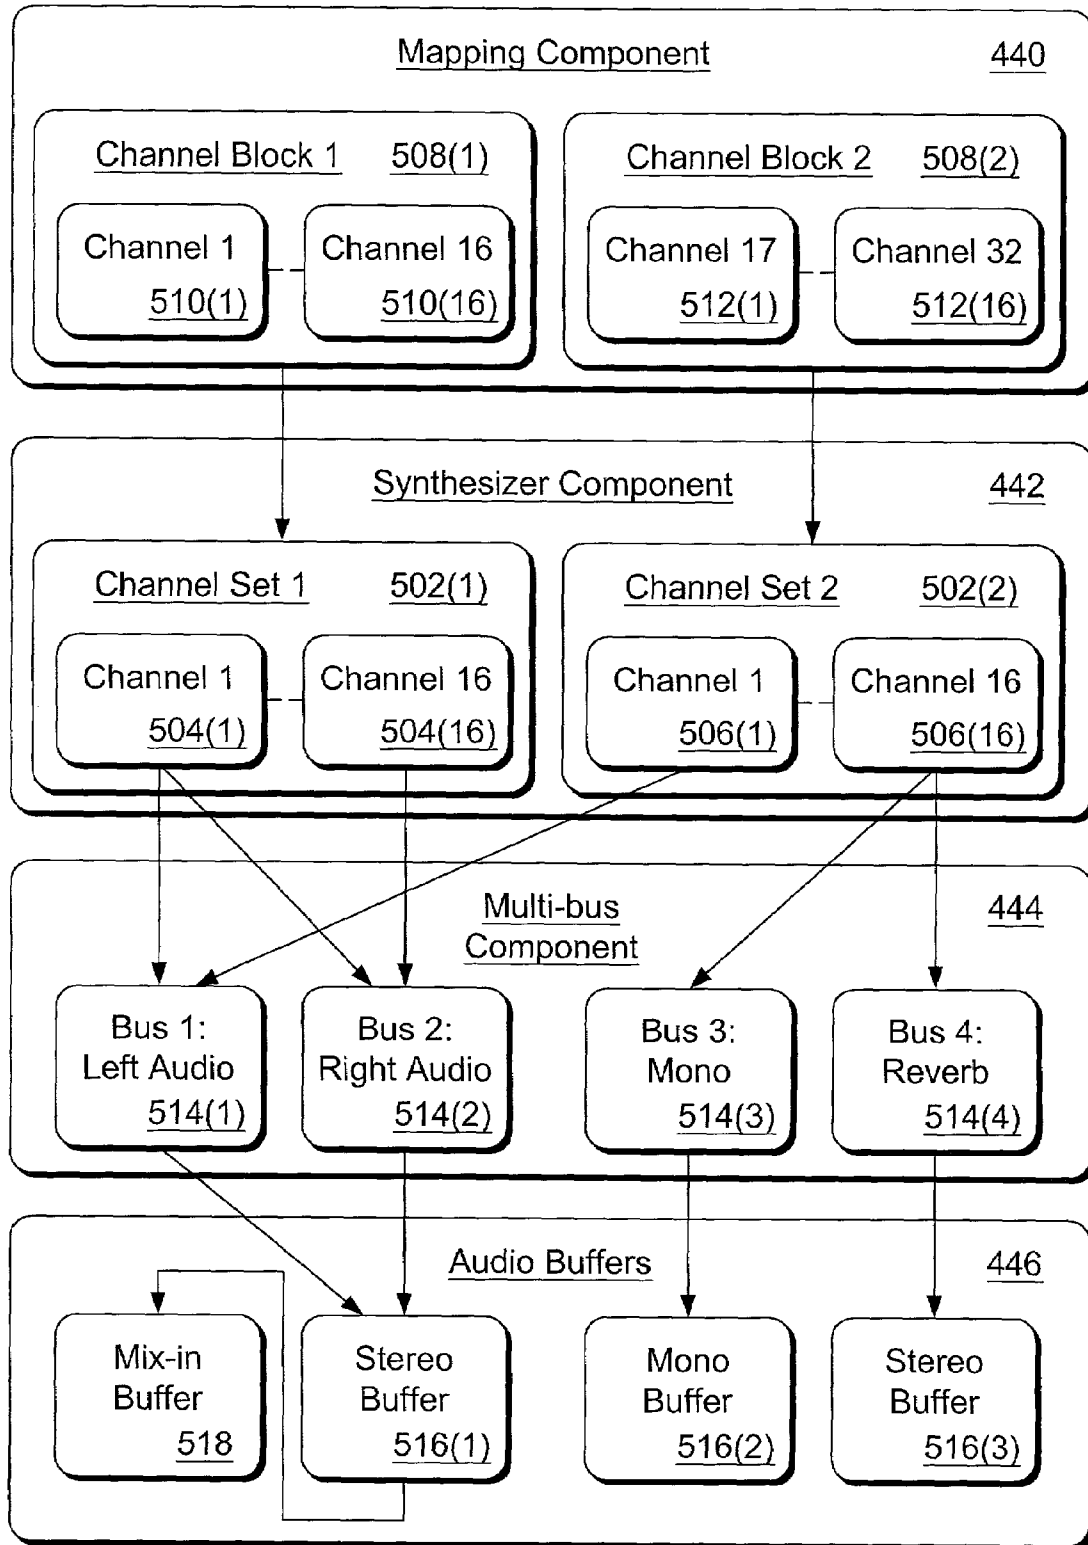 Mapping Component 440
Channel Block 1 508(1)
Channel 1
510(1)
Channel 16
510(16)
Channel Block 2 508(2)
Channel 17
512(1)
Channel 32
512(16)
Synthesizer Component 442
Channel Set 1 502(1)
Channel 1
504(1)
Channel 16
504(16)
Channel Set 2 502(2)
Channel 1
506(1)
Channel 16
506(16)
Multi-bus
Component
444
Bus 1:
Left Audio
514(1)
Bus 2:
Right Audio
514(2)
Bus 3:
Mono
514(3)
Bus 4:
Reverb
514(4)
Audio Buffers 446
Mix-in
Buffer
518
Stereo
Buffer
516(1)
Mono
Buffer
516(2)
Stereo
Buffer
516(3)